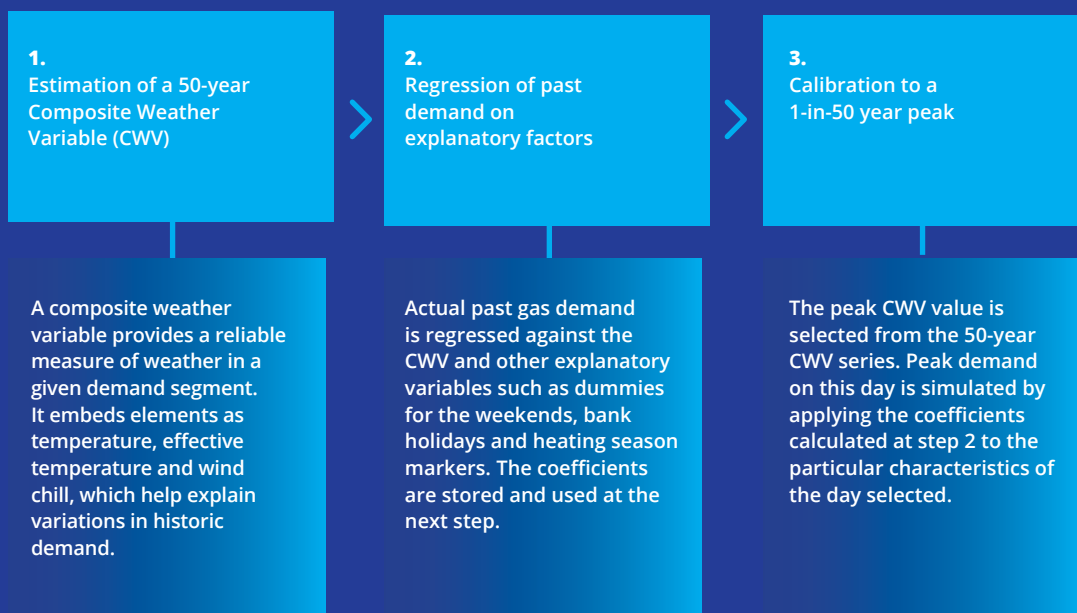 1.
Estimation of a 50-year
Composite Weather
Variable (CWV)
A composite weather
variable provides a reliable
measure of weather in a
given demand segment.
It embeds elements as
temperature, effective
temperature and wind
chill, which help explain
variations in historic
demand.
2.
Regression of past
demand on
explanatory factors
Actual past gas demand
is regressed against the
CWV and other explanatory
variables such as dummies
for the weekends, bank
holidays and heating season
markers. The coefficients
are stored and used at the
next step.
3.
Calibration to a
1-in-50 year peak
The peak CWV value is
selected from the 50-year
CWV series. Peak demand
on this day is simulated by
applying the coefficients
calculated at step 2 to the
particular characteristics of
the day selected.